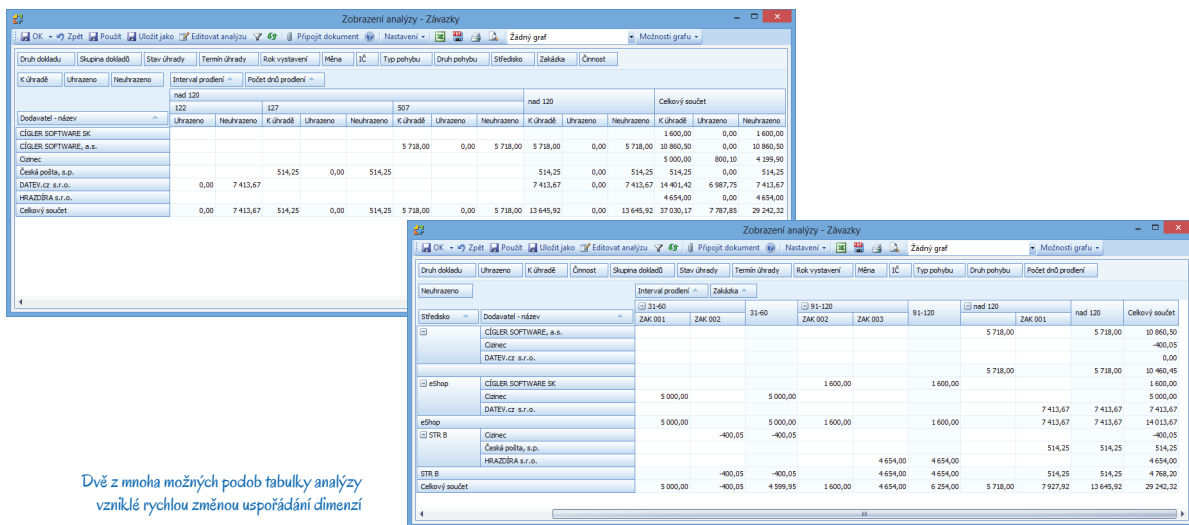 Zobrazení analýzy - Závazky
OK Zpět Použít Uložit jako Editovat analýzu Připojit dokument Nastavení Žádný graf Možnosti grafu
Druh dokladu Skupina dokladů Stav úhrady Termín úhrady Rok vystavení Měna IČ Typ pohybu Druh pohybu Středisko Zakázka Činnost
K úhradě Uhrazeno Neuhrazeno Interval prodlení Počet dnů prodlení
nad 120 nad 120 Celkový součet
122 127 507
Dodavatel - název Uhrazeno Neuhrazeno K úhradě Uhrazeno Neuhrazeno K úhradě Uhrazeno Neuhrazeno K úhradě Uhrazeno Neuhrazeno K úhradě Uhrazeno Neuhrazeno
CÍGLER SOFTWARE SK 1 600,00 0,00 1 600,00
CÍGLER SOFTWARE, a.s. 5 718,00 0,00 5 718,00 5 718,00 0,00 5 718,00 10 860,50 0,00 10 860,50
Cizinec 5 000,00 800,10 4 199,90
Česká pošta, s.p. 514,25 0,00 514,25 514,25 0,00 514,25 514,25 0,00 514,25
DATEV.cz s.r.o. 0,00 7 413,67 7 413,67 0,00 7 413,67 14 401,42 6 987,75 7 413,67
HRAZDÍRA s.r.o. 4 654,00 0,00 4 654,00
Celkový součet 0,00 7 413,67 514,25 0,00 514,25 5 718,00 0,00 5 718,00 13 645,92 0,00 13 645,92 37 030,17 7 787,85 29 242,32
Zobrazení analýzy - Závazky
OK Zpět Použít Uložit jako Editovat analýzu Připojit dokument Nastavení Žádný graf Možnosti grafu
Druh dokladu Uhrazeno K úhradě Činnost Skupina dokladů Stav úhrady Termín úhrady Rok vystavení Měna IČ Typ pohybu Druh pohybu Počet dnů prodlení
Neuhrazeno Interval prodlení Zakázka
31-60 31-60 91-120 91-120 nad 120 nad 120 Celkový součet
Středisko Dodavatel - název ZAK 001 ZAK 002 ZAK 002 ZAK 003 ZAK 001
CÍGLER SOFTWARE, a.s. 5 718,00 5 718,00 10 860,50
Cizinec -400,05
DATEV.cz s.r.o. 0,00
5 718,00 5 718,00 10 460,45
eShop CÍGLER SOFTWARE SK 1 600,00 1 600,00 1 600,00
Cizinec 5 000,00 5 000,00 5 000,00
DATEV.cz s.r.o. 7 413,67 7 413,67 7 413,67
eShop 5 000,00 5 000,00 1 600,00 1 600,00 7 413,67 7 413,67 14 013,67
STR B Cizinec -400,05 -400,05 -400,05
Česká pošta, s.p. 514,25 514,25 514,25
HRAZDÍRA s.r.o. 4 654,00 4 654,00 4 654,00
STR B -400,05 -400,05 4 654,00 4 654,00 514,25 514,25 4 768,20
Celkový součet 5 000,00 -400,05 4 599,95 1 600,00 4 654,00 6 254,00 5 718,00 7 927,92 13 645,92 29 242,32
Dvě z mnoha možných podob tabulky analýzy
vzniklé rychlou změnou uspořádání dimenzí